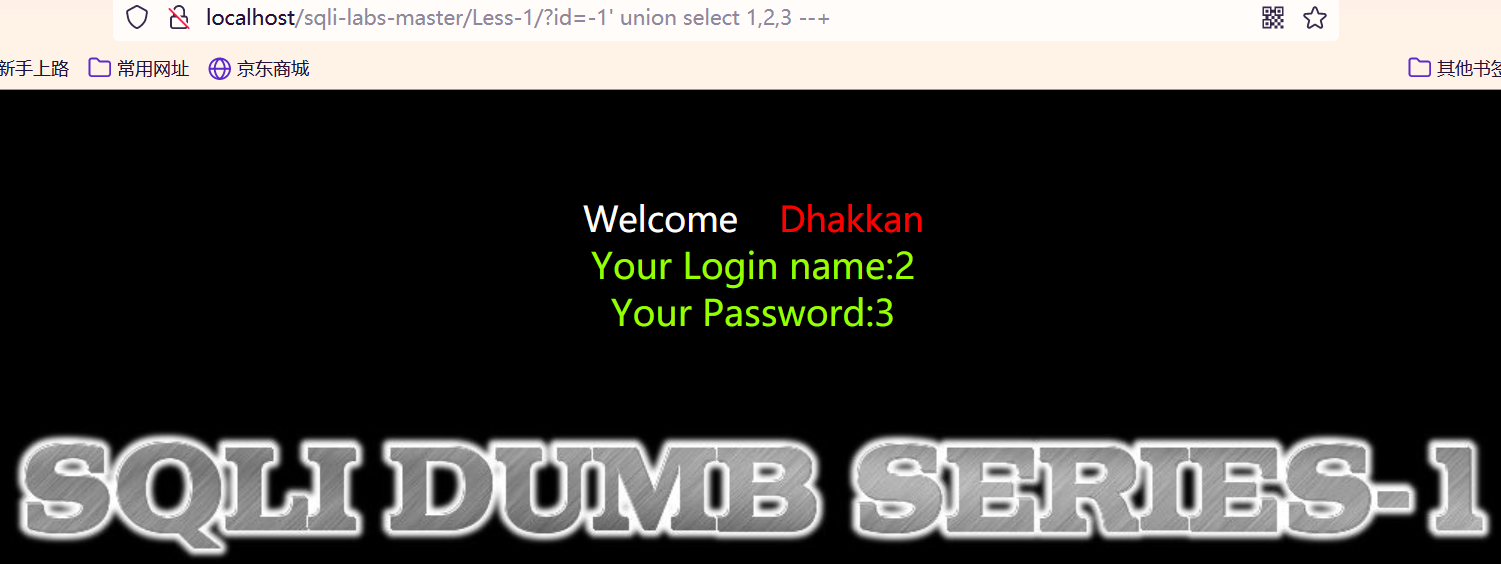 localhost/sqli-labs-master/Less-1/?id=-1' union select 1,2,3 --+
新手上路 常用网址 京东商城 其他书签
Welcome Dhakkan
Your Login name:2
Your Password:3
SQLI DUMB SERIES-1